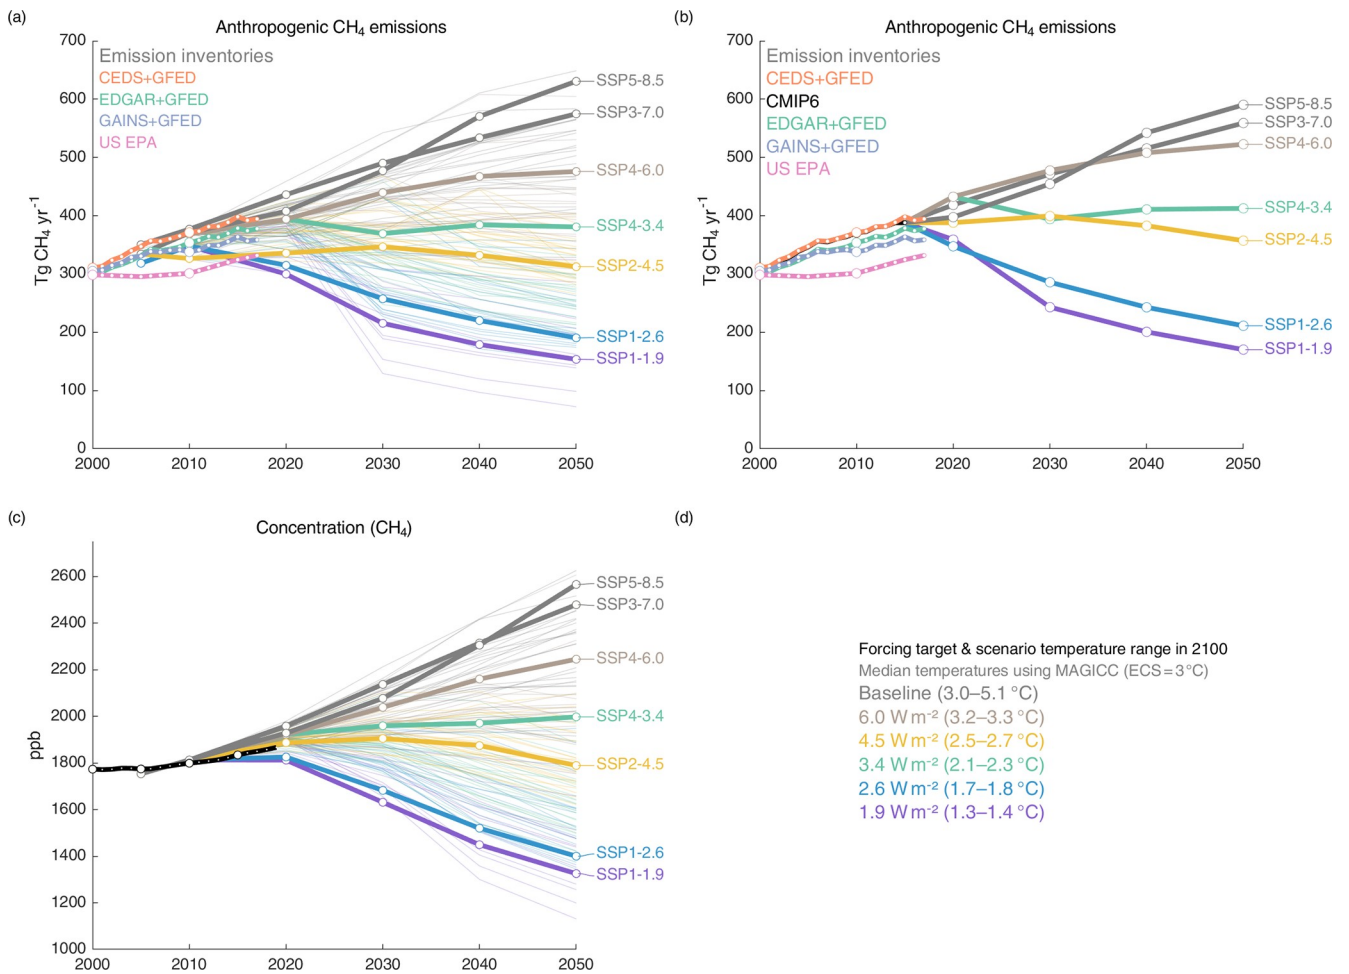 (a)
Anthropogenic CH₄ emissions
700
600
500
400
300
200
100
0
Tg CH₄ yr⁻¹
Emission inventories
CEDS+GFED
EDGAR+GFED
GAINS+GFED
US EPA
SSP5-8.5
SSP3-7.0
SSP4-6.0
SSP4-3.4
SSP2-4.5
SSP1-2.6
SSP1-1.9
2000 2010 2020 2030 2040 2050
(b)
Anthropogenic CH₄ emissions
700
600
500
400
300
200
100
0
Tg CH₄ yr⁻¹
Emission inventories
CEDS+GFED
CMIP6
EDGAR+GFED
GAINS+GFED
US EPA
SSP5-8.5
SSP3-7.0
SSP4-6.0
SSP4-3.4
SSP2-4.5
SSP1-2.6
SSP1-1.9
2000 2010 2020 2030 2040 2050
(c)
Concentration (CH₄)
2600
2400
2200
2000
1800
1600
1400
1200
1000
ppb
SSP5-8.5
SSP3-7.0
SSP4-6.0
SSP4-3.4
SSP2-4.5
SSP1-2.6
SSP1-1.9
2000 2010 2020 2030 2040 2050
(d)
Forcing target & scenario temperature range in 2100
Median temperatures using MAGICC (ECS = 3 °C)
Baseline (3.0–5.1 °C)
6.0 W m⁻² (3.2–3.3 °C)
4.5 W m⁻² (2.5–2.7 °C)
3.4 W m⁻² (2.1–2.3 °C)
2.6 W m⁻² (1.7–1.8 °C)
1.9 W m⁻² (1.3–1.4 °C)